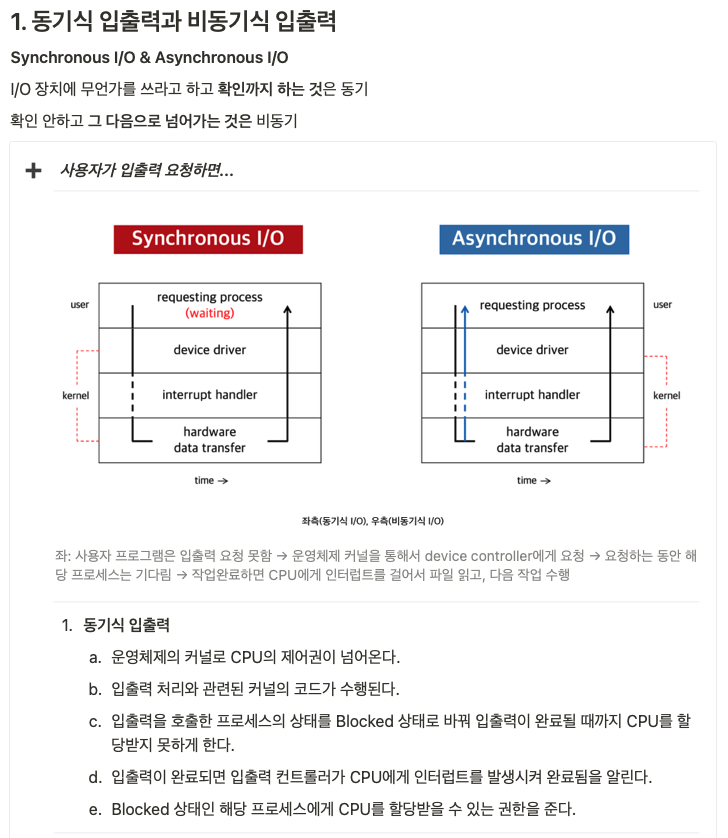 1. 동기식 입출력과 비동기식 입출력
Synchronous I/O & Asynchronous I/O
I/O 장치에 무언가를 쓰라고 하고 확인까지 하는 것은 동기
확인 안하고 그 다음으로 넘어가는 것은 비동기
사용자가 입출력 요청하면...
Synchronous I/O
user
requesting process
(waiting)
device driver
kernel
interrupt handler
hardware
data transfer
time →
Asynchronous I/O
requesting process
user
device driver
interrupt handler
kernel
hardware
data transfer
time →
좌측(동기식 I/O), 우측(비동기식 I/O)
좌: 사용자 프로그램은 입출력 요청 못함 → 운영체제 커널을 통해서 device controller에게 요청 → 요청하는 동안 해
당 프로세스는 기다림 → 작업완료하면 CPU에게 인터럽트를 걸어서 파일 읽고, 다음 작업 수행
1. 동기식 입출력
a. 운영체제의 커널로 CPU의 제어권이 넘어온다.
b. 입출력 처리와 관련된 커널의 코드가 수행된다.
c. 입출력을 호출한 프로세스의 상태를 Blocked 상태로 바꿔 입출력이 완료될 때까지 CPU를 할
당받지 못하게 한다.
d. 입출력이 완료되면 입출력 컨트롤러가 CPU에게 인터럽트를 발생시켜 완료됨을 알린다.
e. Blocked 상태인 해당 프로세스에게 CPU를 할당받을 수 있는 권한을 준다.